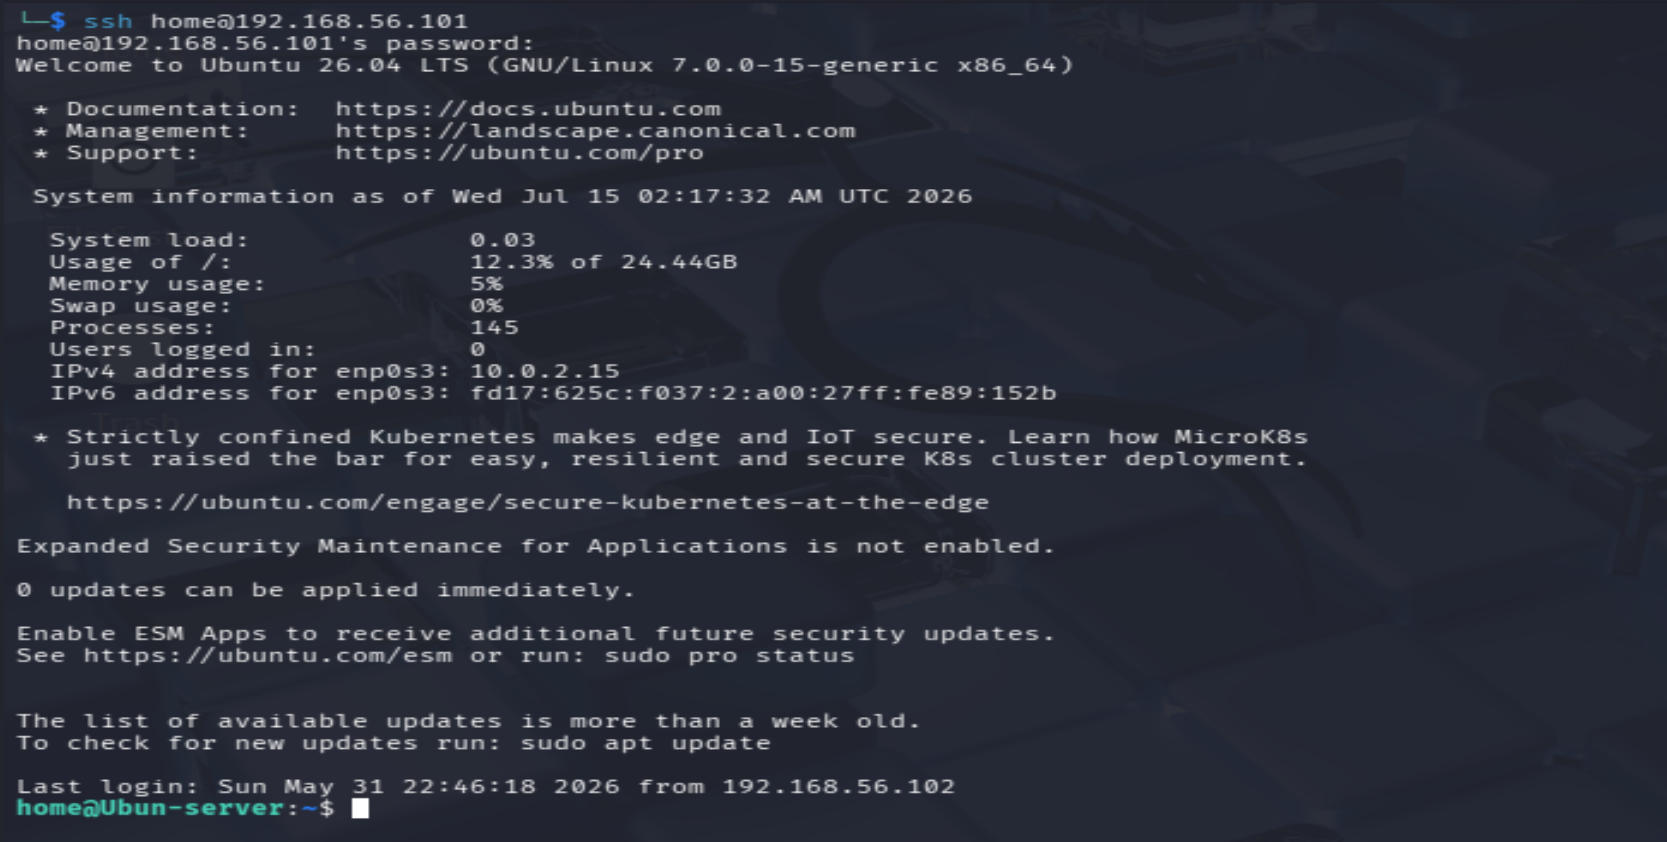 └─$ ssh home@192.168.56.101
home@192.168.56.101's password:
Welcome to Ubuntu 26.04 LTS (GNU/Linux 7.0.0-15-generic x86_64)
* Documentation: https://docs.ubuntu.com
* Management: https://landscape.canonical.com
* Support: https://ubuntu.com/pro
System information as of Wed Jul 15 02:17:32 AM UTC 2026
System load: 0.03
Usage of /: 12.3% of 24.44GB
Memory usage: 5%
Swap usage: 0%
Processes: 145
Users logged in: 0
IPv4 address for enp0s3: 10.0.2.15
IPv6 address for enp0s3: fd17:625c:f037:2:a00:27ff:fe89:152b
* Strictly confined Kubernetes makes edge and IoT secure. Learn how MicroK8s
just raised the bar for easy, resilient and secure K8s cluster deployment.
https://ubuntu.com/engage/secure-kubernetes-at-the-edge
Expanded Security Maintenance for Applications is not enabled.
0 updates can be applied immediately.
Enable ESM Apps to receive additional future security updates.
See https://ubuntu.com/esm or run: sudo pro status
The list of available updates is more than a week old.
To check for new updates run: sudo apt update
Last login: Sun May 31 22:46:18 2026 from 192.168.56.102
home@Ubun-server:~$
Trash